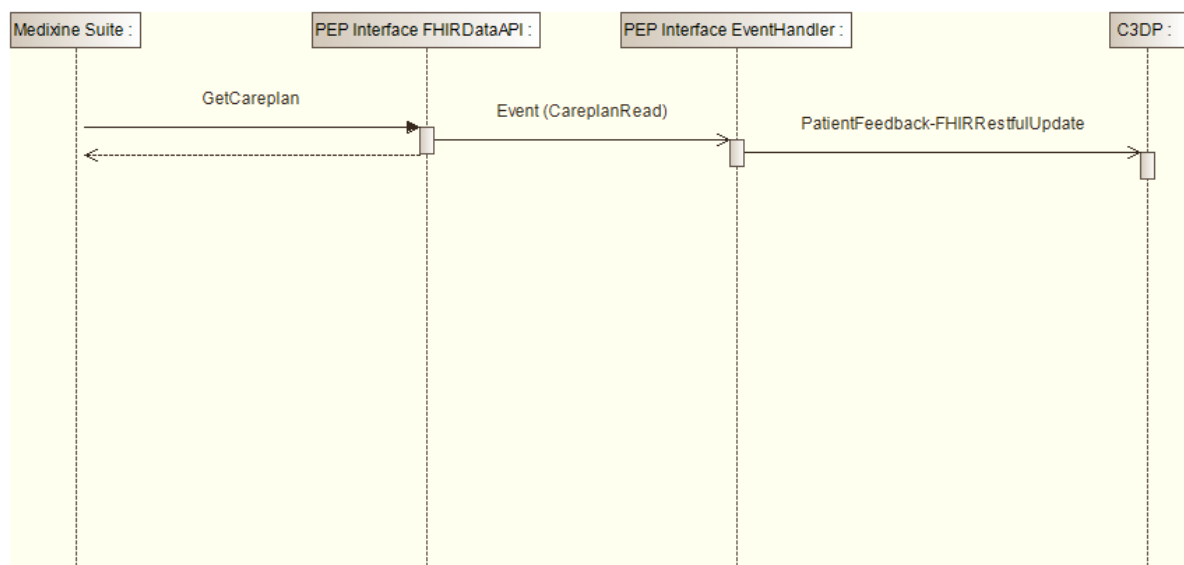 Medixine Suite :
PEP Interface FHIRDataAPI :
PEP Interface EventHandler :
C3DP :
GetCareplan
Event (CareplanRead)
PatientFeedback-FHIRRestfulUpdate